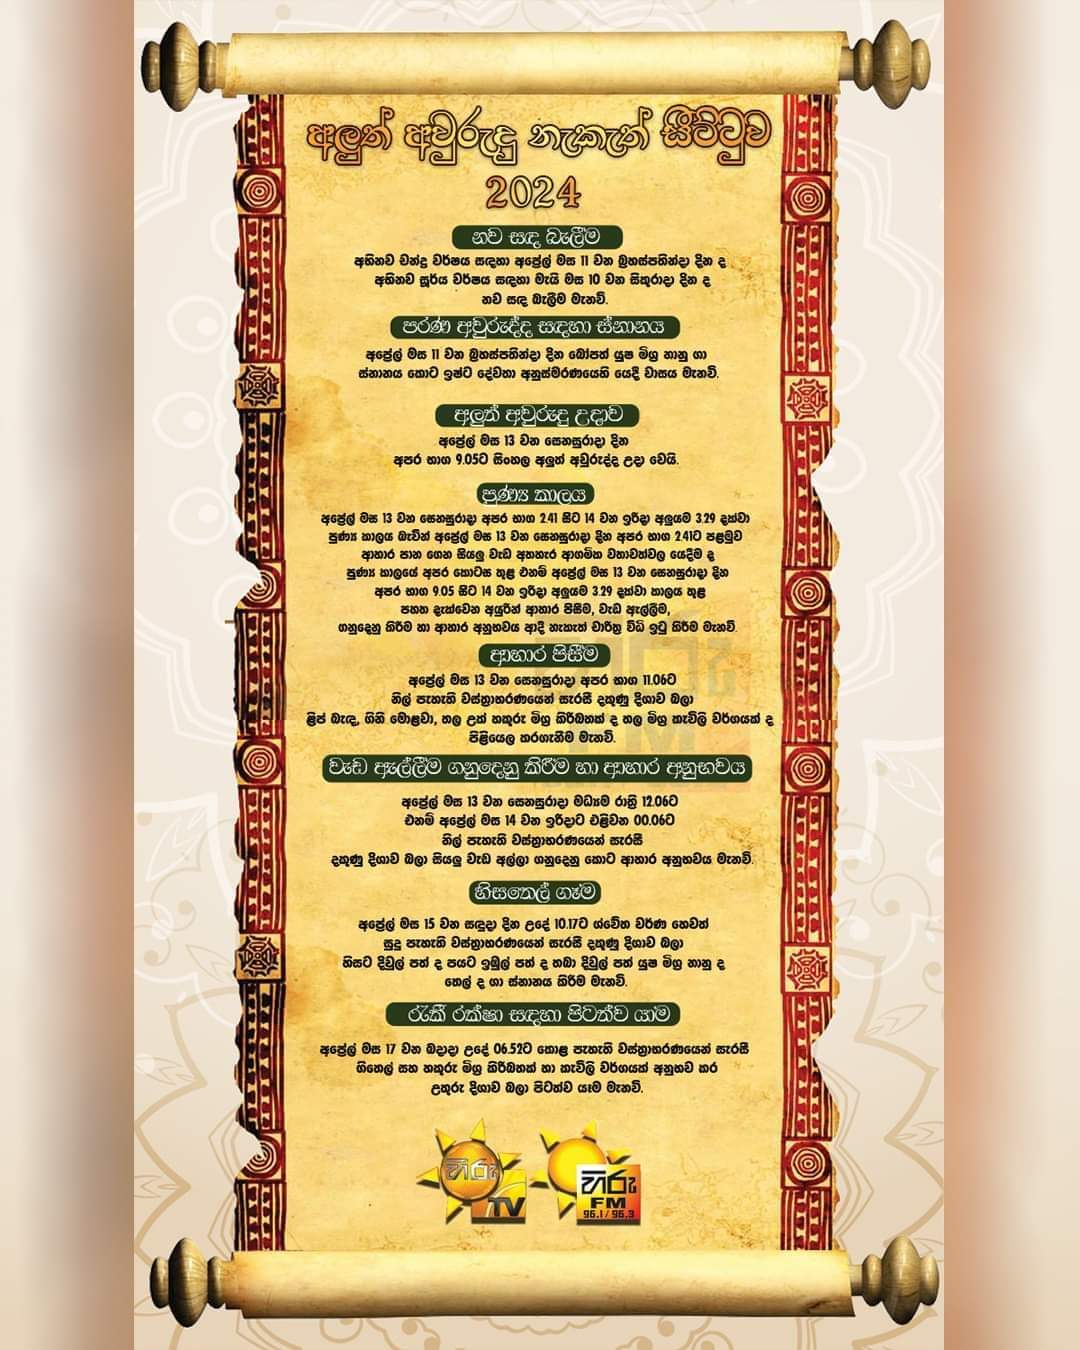 අලුත් අවුරුදු නැකැත් සීට්ටුව
2024
නව සඳ බැලීම
අභිනව චන්ද්‍ර වර්ෂය සඳහා අප්‍රේල් මස 11 වන බ්‍රහස්පතින්දා දින ද
අභිනව සූර්ය වර්ෂය සඳහා මැයි මස 10 වන සිකුරාදා දින ද
නව සඳ බැලීම මැනවි.
පරණ අවුරුද්ද සඳහා ස්නානය
අප්‍රේල් මස 11 වන බ්‍රහස්පතින්දා දින බෝපත් යුෂ මිශ්‍ර නානු ගා
ස්නානය කොට ඉෂ්ට දේවතා අනුස්මරණයෙහි යෙදී වාසය මැනවි.
අලුත් අවුරුදු උදාව
අප්‍රේල් මස 13 වන සෙනසුරාදා දින
අපර භාග 9.05ට සිංහල අලුත් අවුරුද්ද උදා වෙයි.
පුණ්‍ය කාලය
අප්‍රේල් මස 13 වන සෙනසුරාදා අපර භාග 2.41 සිට 14 වන ඉරිදා අලුයම 3.29 දක්වා
පුණ්‍ය කාලය බැවින් අප්‍රේල් මස 13 වන සෙනසුරාදා දින අපර භාග 2.41ට පළමුව
ආහාර පාන ගෙන සියලු වැඩ අතහැර ආගමික වතාවත්වල යෙදීම ද
පුණ්‍ය කාලයේ අපර කොටස තුළ එනම් අප්‍රේල් මස 13 වන සෙනසුරාදා දින
අපර භාග 9.05 සිට 14 වන ඉරිදා අලුයම 3.29 දක්වා කාලය තුළ
පහත දැක්වෙන අයුරින් ආහාර පිසීම, වැඩ ඇල්ලීම,
ගනුදෙනු කිරීම හා ආහාර අනුභවය ආදී නැකැත් චාරිත්‍ර විධි ඉටු කිරීම මැනවි.
ආහාර පිසීම
අප්‍රේල් මස 13 වන සෙනසුරාදා අපර භාග 11.06ට
නිල් පැහැති වස්ත්‍රාභරණයෙන් සැරසී දකුණු දිශාව බලා
ළිප් බැඳ, ගිනි මොළවා, තල උක් හකුරු මිශ්‍ර කිරිබතක් ද තල මිශ්‍ර කැවිලි වර්ගයක් ද
පිළියෙල කරගැනීම මැනවි.
වැඩ ඇල්ලීම ගනුදෙනු කිරීම හා ආහාර අනුභවය
අප්‍රේල් මස 13 වන සෙනසුරාදා මධ්‍යම රාත්‍රි 12.06ට
එනම් අප්‍රේල් මස 14 වන ඉරිදාට එළිවන 00.06ට
නිල් පැහැති වස්ත්‍රාභරණයෙන් සැරසී
දකුණු දිශාව බලා සියලු වැඩ අල්ලා ගනුදෙනු කොට ආහාර අනුභවය මැනවි.
හිසතෙල් ගෑම
අප්‍රේල් මස 15 වන සඳුදා දින උදේ 10.17ට ශ්වේත වර්ණ හෙවත්
සුදු පැහැති වස්ත්‍රාභරණයෙන් සැරසී දකුණු දිශාව බලා
හිසට දිවුල් පත් ද පයට ඉඹුල් පත් ද තබා දිවුල් පත් යුෂ මිශ්‍ර නානු ද
තෙල් ද ගා ස්නානය කිරීම මැනවි.
රැකී රක්ෂා සඳහා පිටත්ව යාම
අප්‍රේල් මස 17 වන බදාදා උදේ 06.52ට කොළ පැහැති වස්ත්‍රාභරණයෙන් සැරසී
ගිතෙල් සහ හකුරු මිශ්‍ර කිරිබතක් හා කැවිලි වර්ගයක් අනුභව කර
උතුරු දිශාව බලා පිටත්ව යෑම මැනවි.
හිරු TV
හිරු FM
96.1 / 96.3